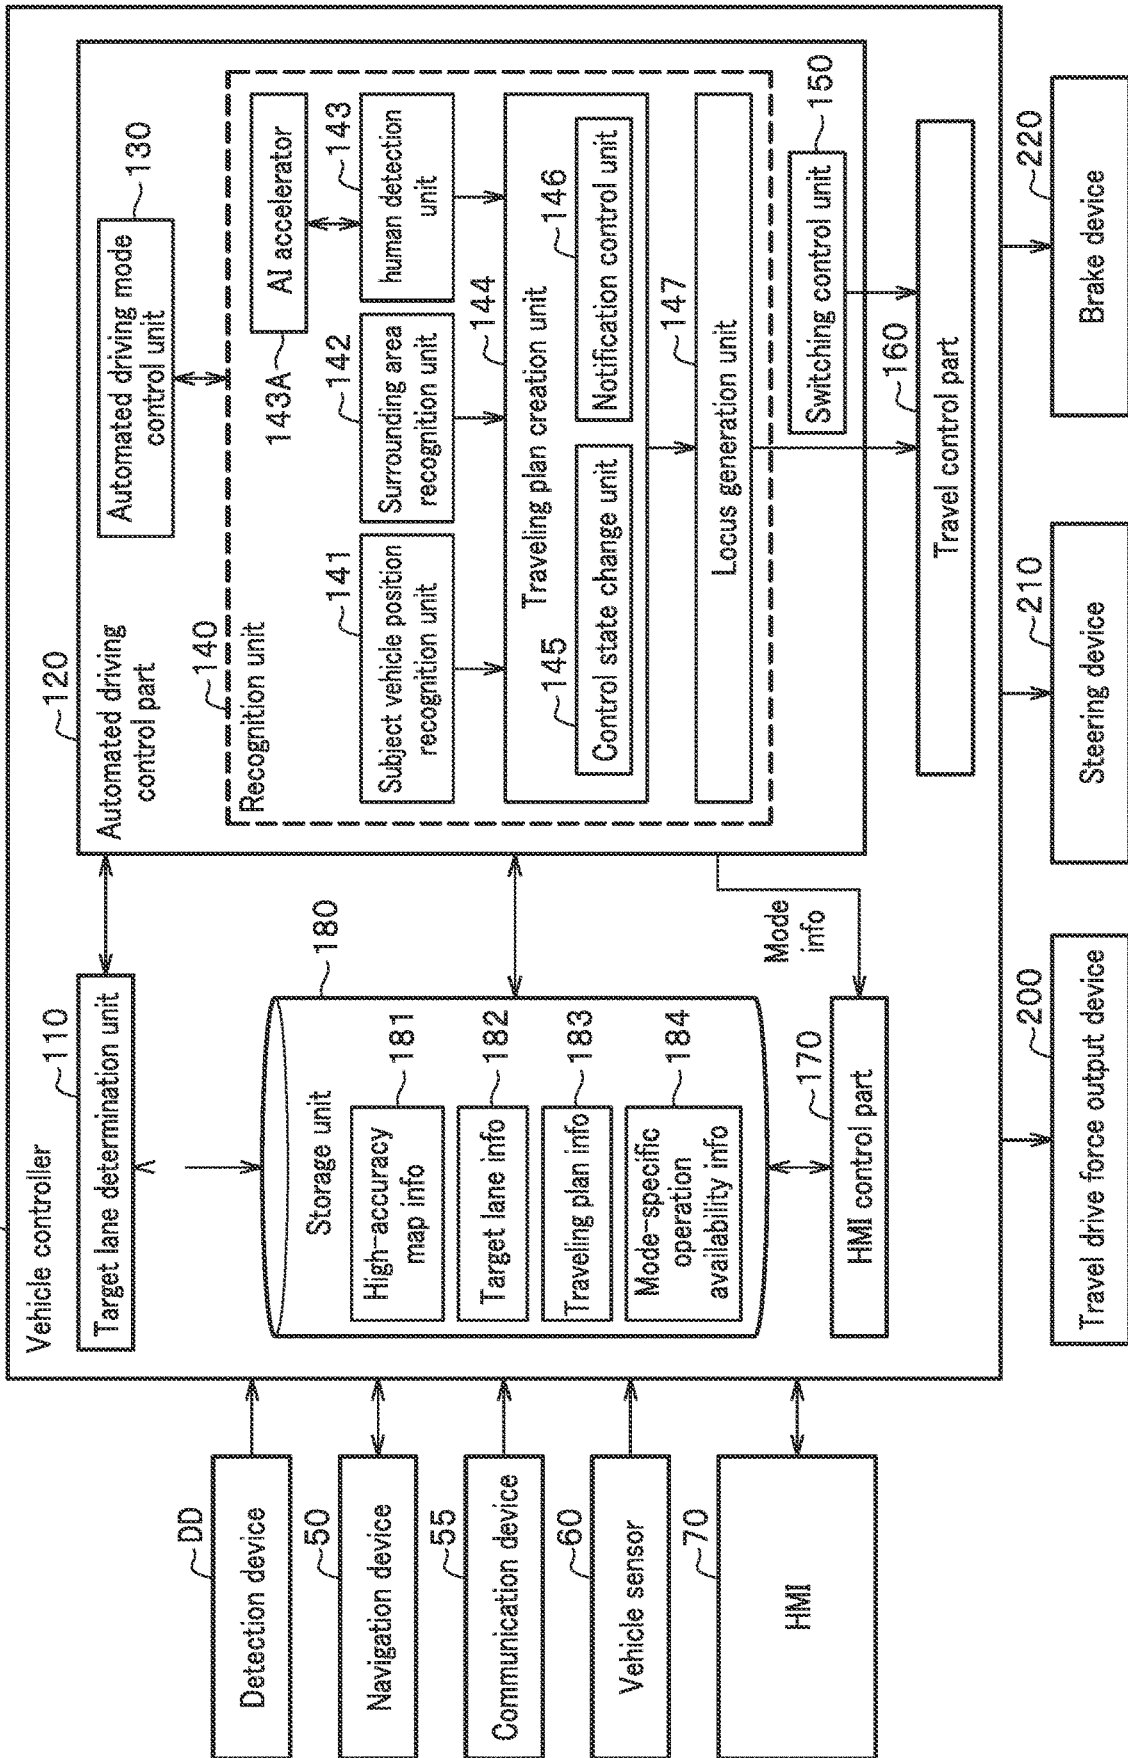 DD
Detection device
50
Navigation device
55
Communication device
60
Vehicle sensor
70
HMI
Vehicle controller
110
Target lane determination unit
180
Storage unit
181
High-accuracy
map info
182
Target lane info
183
Traveling plan info
184
Mode-specific
operation
availability info
170
HMI control part
Mode
info
120
Automated driving
control part
130
Automated driving mode
control unit
140
Recognition unit
141
Subject vehicle position
recognition unit
142
Surrounding area
recognition unit
143A
AI accelerator
143
human detection
unit
144
Traveling plan creation unit
145
Control state change unit
146
Notification control unit
147
Locus generation unit
150
Switching control unit
160
Travel control part
200
Travel drive force output device
210
Steering device
220
Brake device